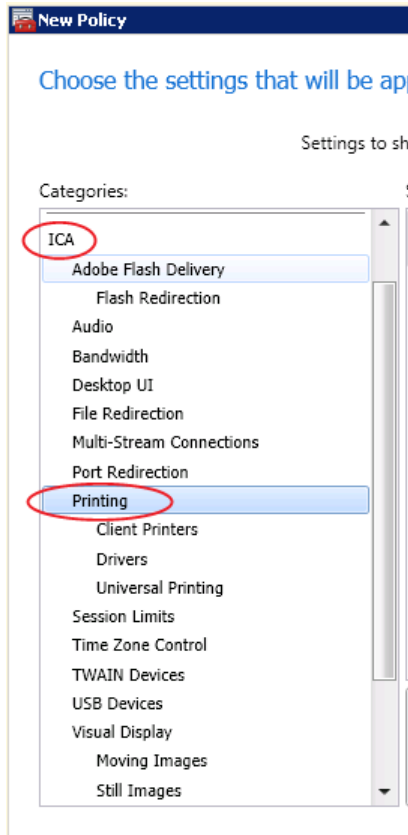 New Policy
Choose the settings that will be ap
Settings to sh
Categories:
ICA
Adobe Flash Delivery
Flash Redirection
Audio
Bandwidth
Desktop UI
File Redirection
Multi-Stream Connections
Port Redirection
Printing
Client Printers
Drivers
Universal Printing
Session Limits
Time Zone Control
TWAIN Devices
USB Devices
Visual Display
Moving Images
Still Images